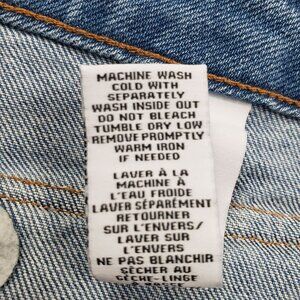 MACHINE WASH
COLD WITH
SEPARATELY
WASH INSIDE OUT
DO NOT BLEACH
TUMBLE DRY LOW
REMOVE PROMPTLY
WARM IRON
IF NEEDED
LAVER À LA
MACHINE À
L'EAU FROIDE
LAVER SÉPARÉMENT
RETOURNER
SUR L'ENVERS/
LAVER SUR
L'ENVERS
NE PAS BLANCHIR
SÉCHER AU
SÈCHE-LINGE